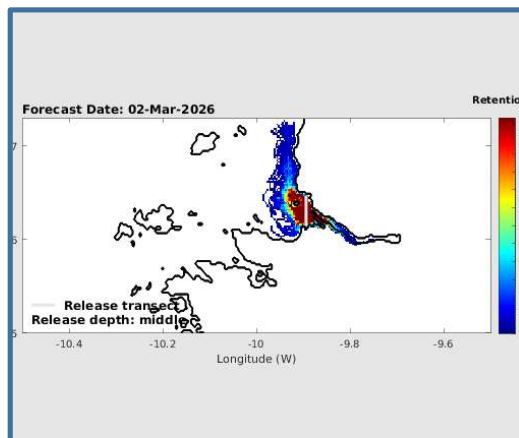 Retentio
Forecast Date: 02-Mar-2026
7
6
Release transect
Release depth: middle
5
-10.4 -10.2 -10 -9.8 -9.6
Longitude (W)